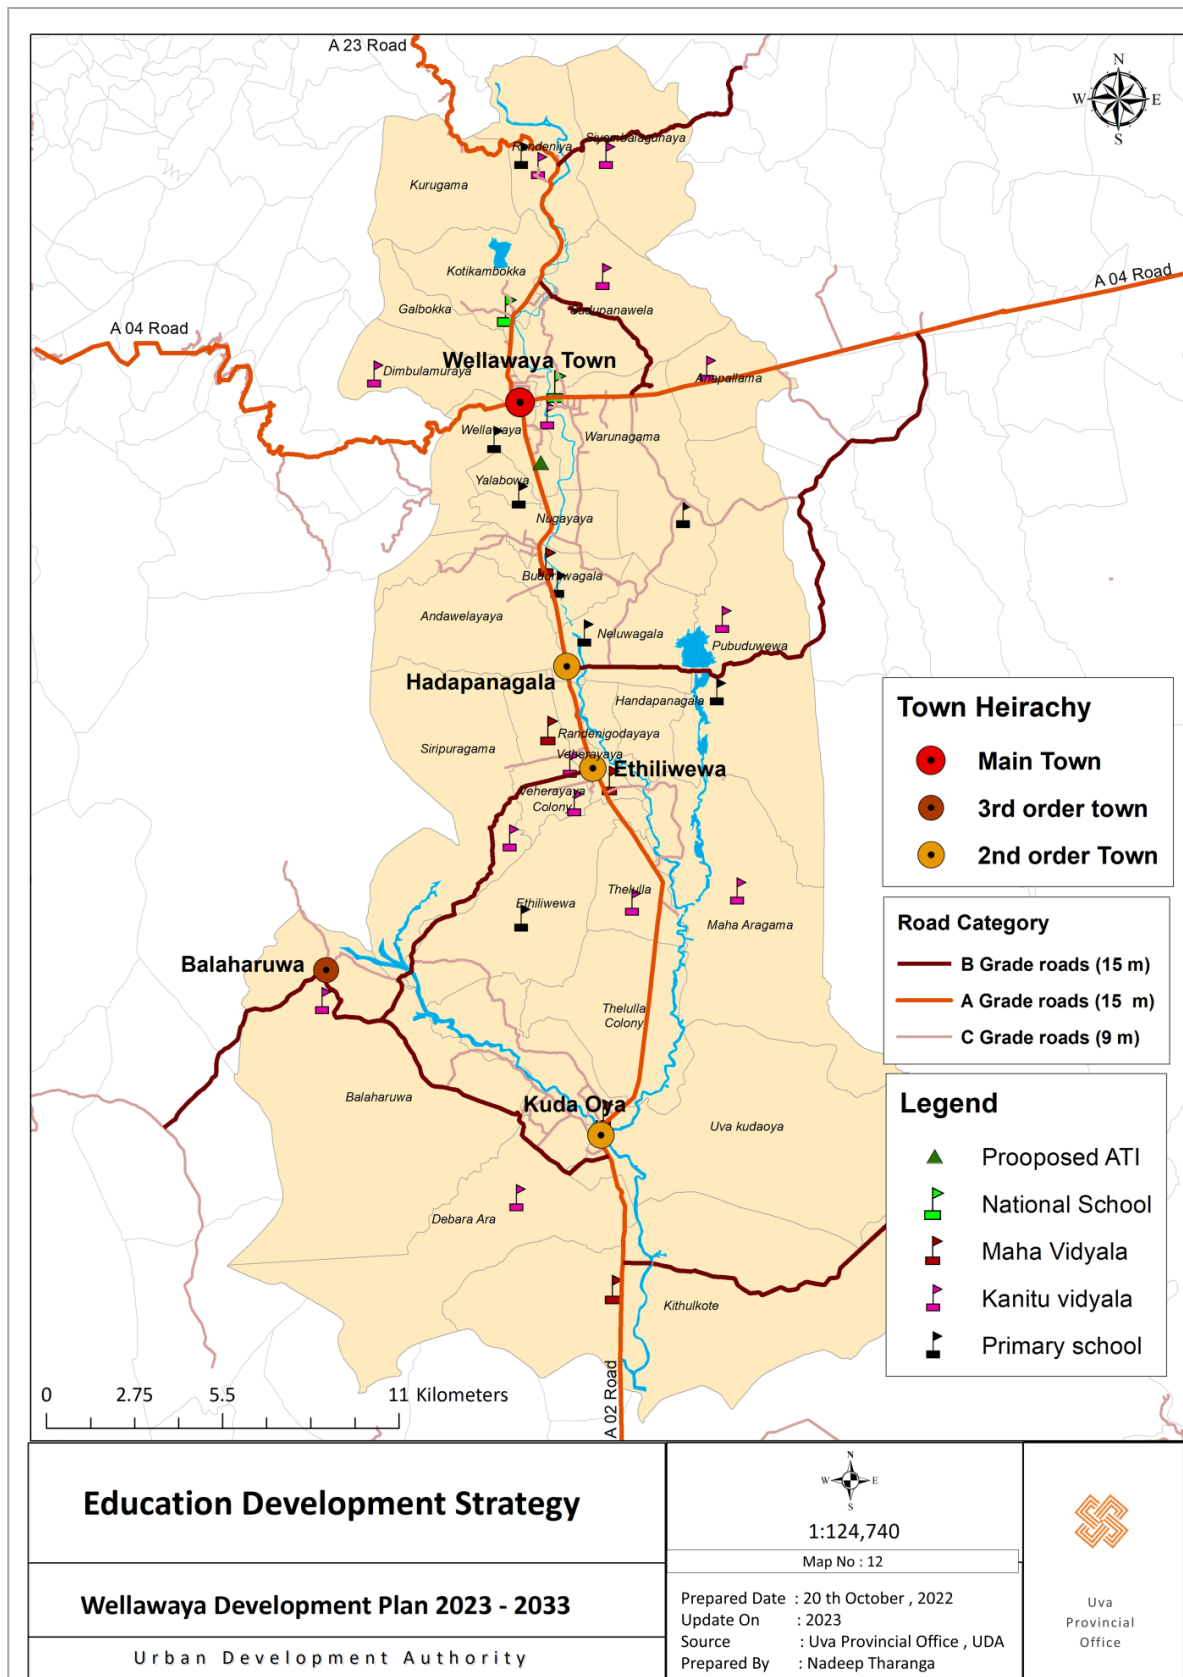 A 23 Road
N
W E
S
Siyambalagunaya
Randeniya
Kurugama
Kotikambokka
A 04 Road
Galbokka
Sudupanawela
A 04 Road
Wellawaya Town
Dimbulamuraya
Anapallama
Wellawaya
Warunagama
Yalabowa
Nugayaya
Buduruwagala
Andawelayaya
Neluwagala
Pubuduwewa
Hadapanagala
Handapanagala
Randenigodayaya
Siripuragama
Veherayaya
Ethiliwewa
Veherayaya
Colony
Thelulla
Ethiliwewa
Maha Aragama
Balaharuwa
Thelulla
Colony
Balaharuwa
Kuda Oya
Uva kudaoya
Debara Ara
Kithulkote
A 02 Road
0 2.75 5.5 11 Kilometers
Town Heirachy
Main Town
3rd order town
2nd order Town
Road Category
B Grade roads (15 m)
A Grade roads (15 m)
C Grade roads (9 m)
Legend
Prooposed ATI
National School
Maha Vidyala
Kanitu vidyala
Primary school
Education Development Strategy
Wellawaya Development Plan 2023 - 2033
Urban Development Authority
N
W E
S
1:124,740
Map No : 12
Prepared Date : 20 th October , 2022
Update On : 2023
Source : Uva Provincial Office , UDA
Prepared By : Nadeep Tharanga
Uva
Provincial
Office